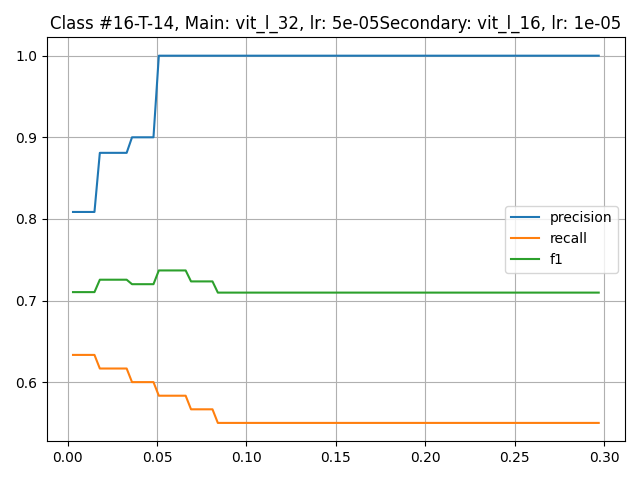 Class #16-T-14, Main: vit_l_32, lr: 5e-05Secondary: vit_l_16, lr: 1e-05
1.0
0.9
0.8
0.7
0.6
precision
recall
f1
0.00 0.05 0.10 0.15 0.20 0.25 0.30